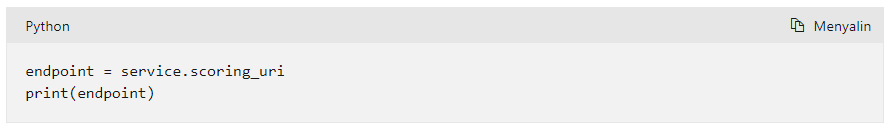 Python
Menyalin
endpoint = service.scoring_uri
print(endpoint)